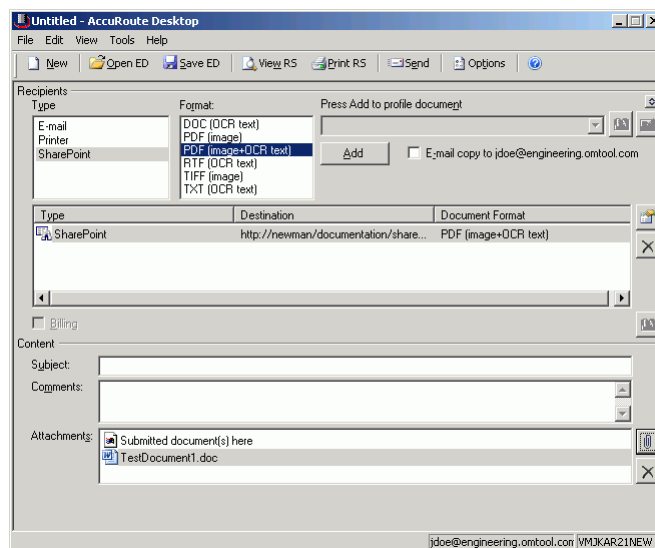 Untitled - AccuRoute Desktop
File Edit View Tools Help
New Open ED Save ED View RS Print RS Send Options
Recipients
Type Format: Press Add to profile document
E-mail
Printer
SharePoint
DOC (OCR text)
PDF (image)
PDF (image+OCR text)
RTF (OCR text)
TIFF (image)
TXT (OCR text)
Add E-mail copy to jdoe@engineering.omtool.com
Type Destination Document Format
SharePoint http://newman/documentation/share... PDF (image+OCR text)
Billing
Content
Subject:
Comments:
Attachments:
Submitted document(s) here
TestDocument1.doc
jdoe@engineering.omtool.com VMJKAR21NEW